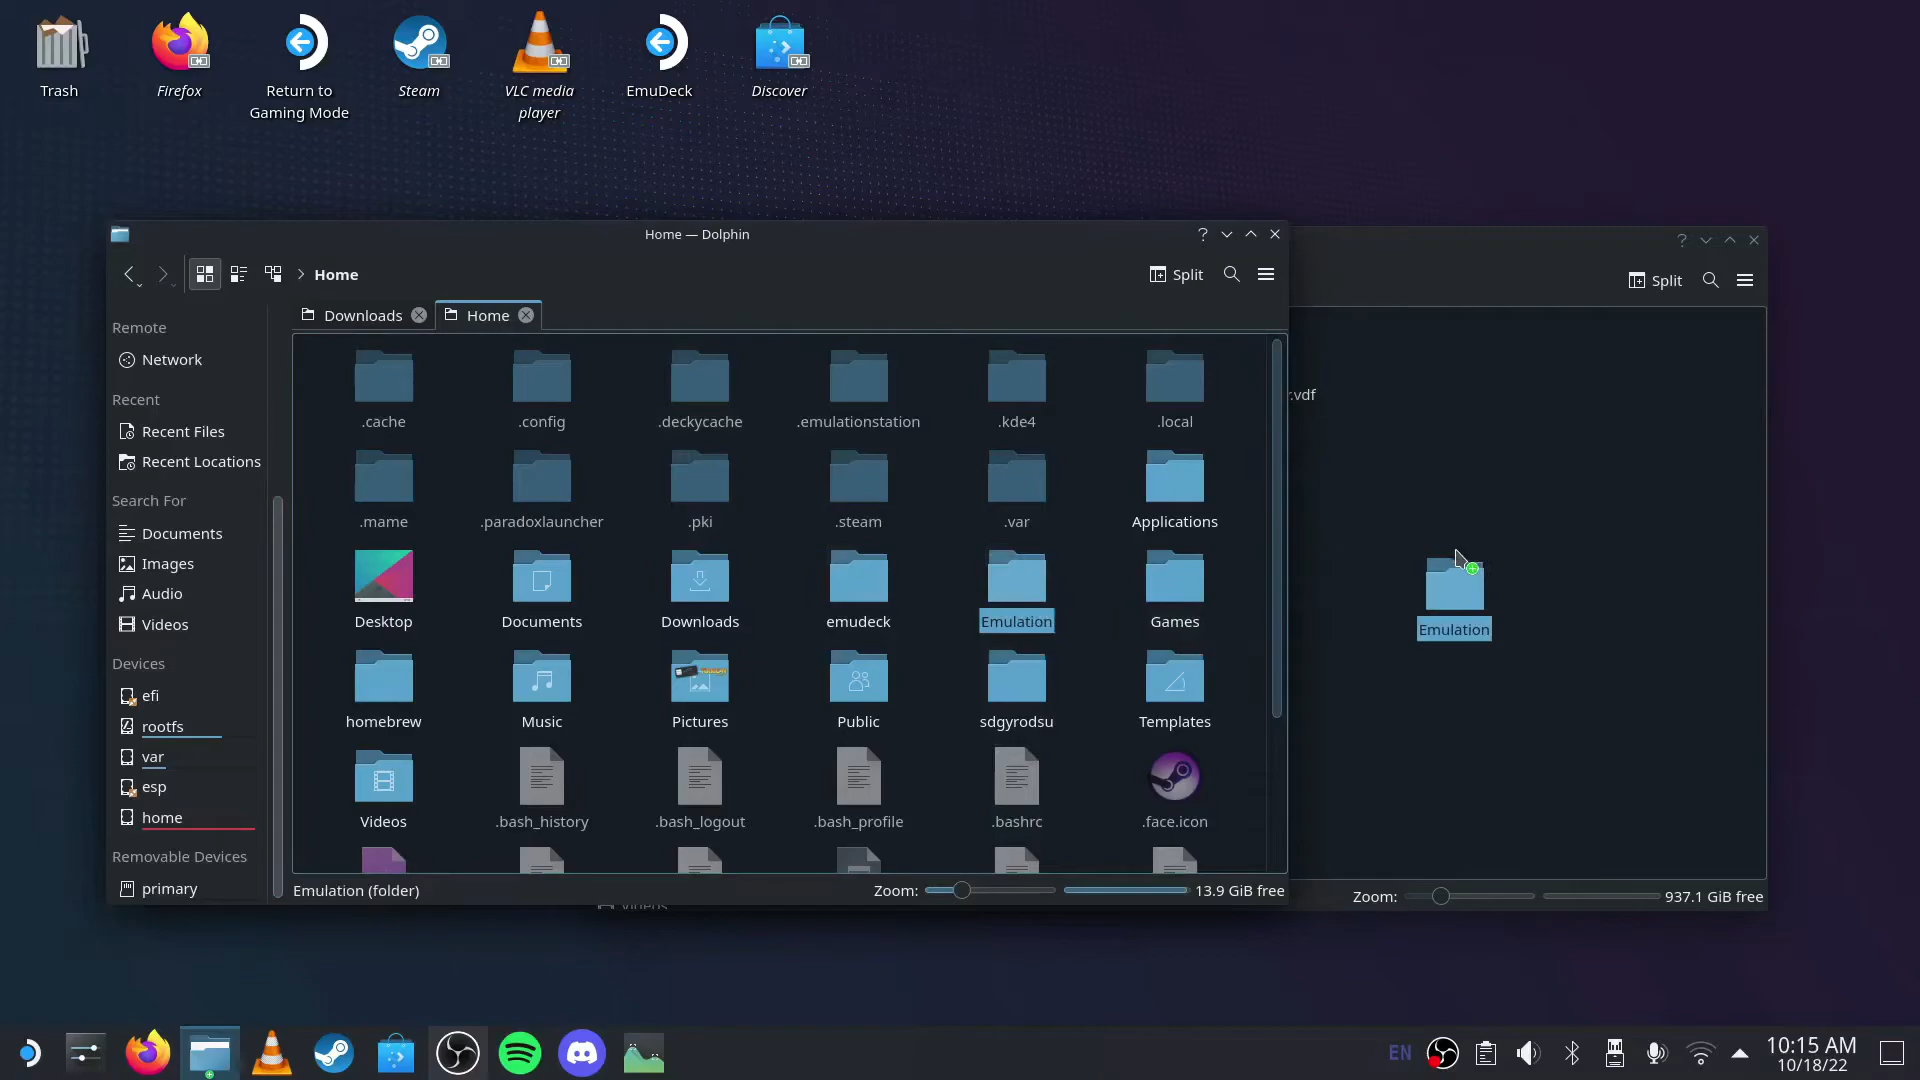 Trash
Firefox
Return to
Gaming Mode
Steam
VLC media
player
EmuDeck
Discover
Home — Dolphin
Home
Split
Split
Downloads
Home
Remote
Network
Recent
Recent Files
Recent Locations
Search For
Documents
Images
Audio
Videos
Devices
efi
rootfs
var
esp
home
Removable Devices
primary
.cache
.config
.deckycache
.emulationstation
.kde4
.local
.mame
.paradoxlauncher
.pki
.steam
.var
Applications
Desktop
Documents
Downloads
emudeck
Emulation
Games
homebrew
Music
Pictures
Public
sdgyrodsu
Templates
Videos
.bash_history
.bash_logout
.bash_profile
.bashrc
.face.icon
.vdf
Emulation
Emulation (folder)
Zoom:
13.9 GiB free
Zoom:
937.1 GiB free
EN
10:15 AM
10/18/22